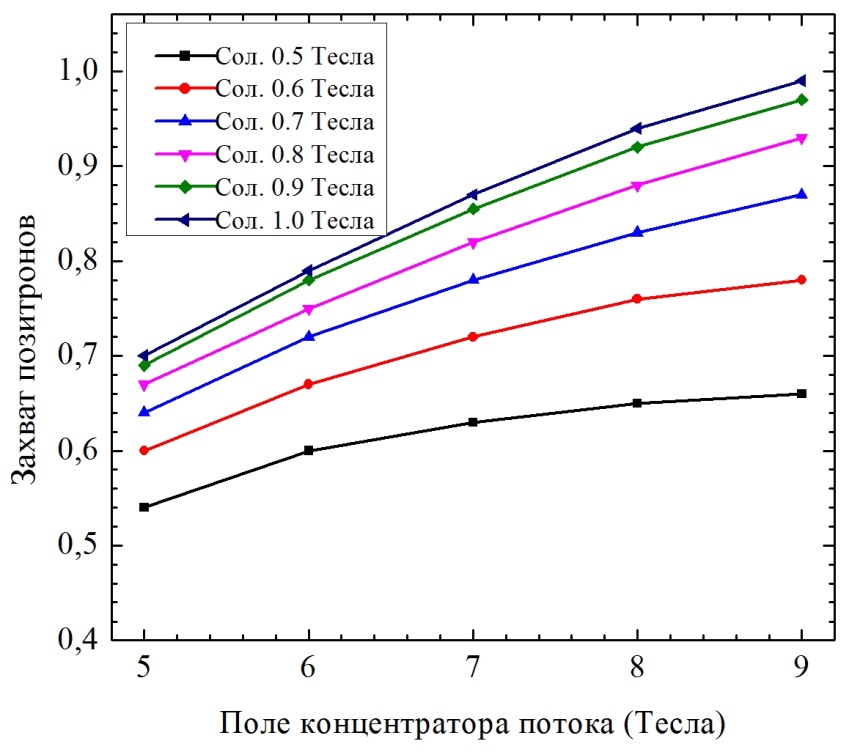 Сол. 0.5 Тесла
Сол. 0.6 Тесла
Сол. 0.7 Тесла
Сол. 0.8 Тесла
Сол. 0.9 Тесла
Сол. 1.0 Тесла
Захват позитронов
1,0
0,9
0,8
0,7
0,6
0,5
0,4
5 6 7 8 9
Поле концентратора потока (Тесла)